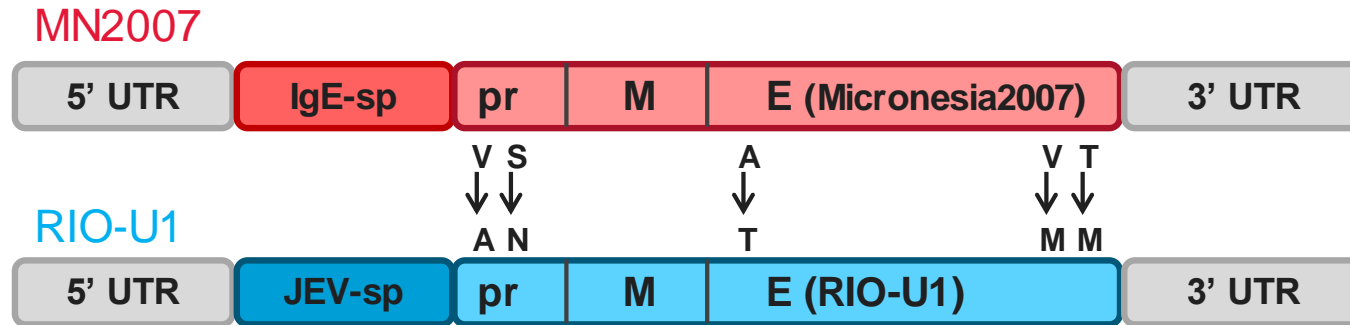 MN2007
5’ UTR IgE-sp pr M E (Micronesia2007) 3’ UTR
V S A V T
A N T M M
RIO-U1
5’ UTR JEV-sp pr M E (RIO-U1) 3’ UTR